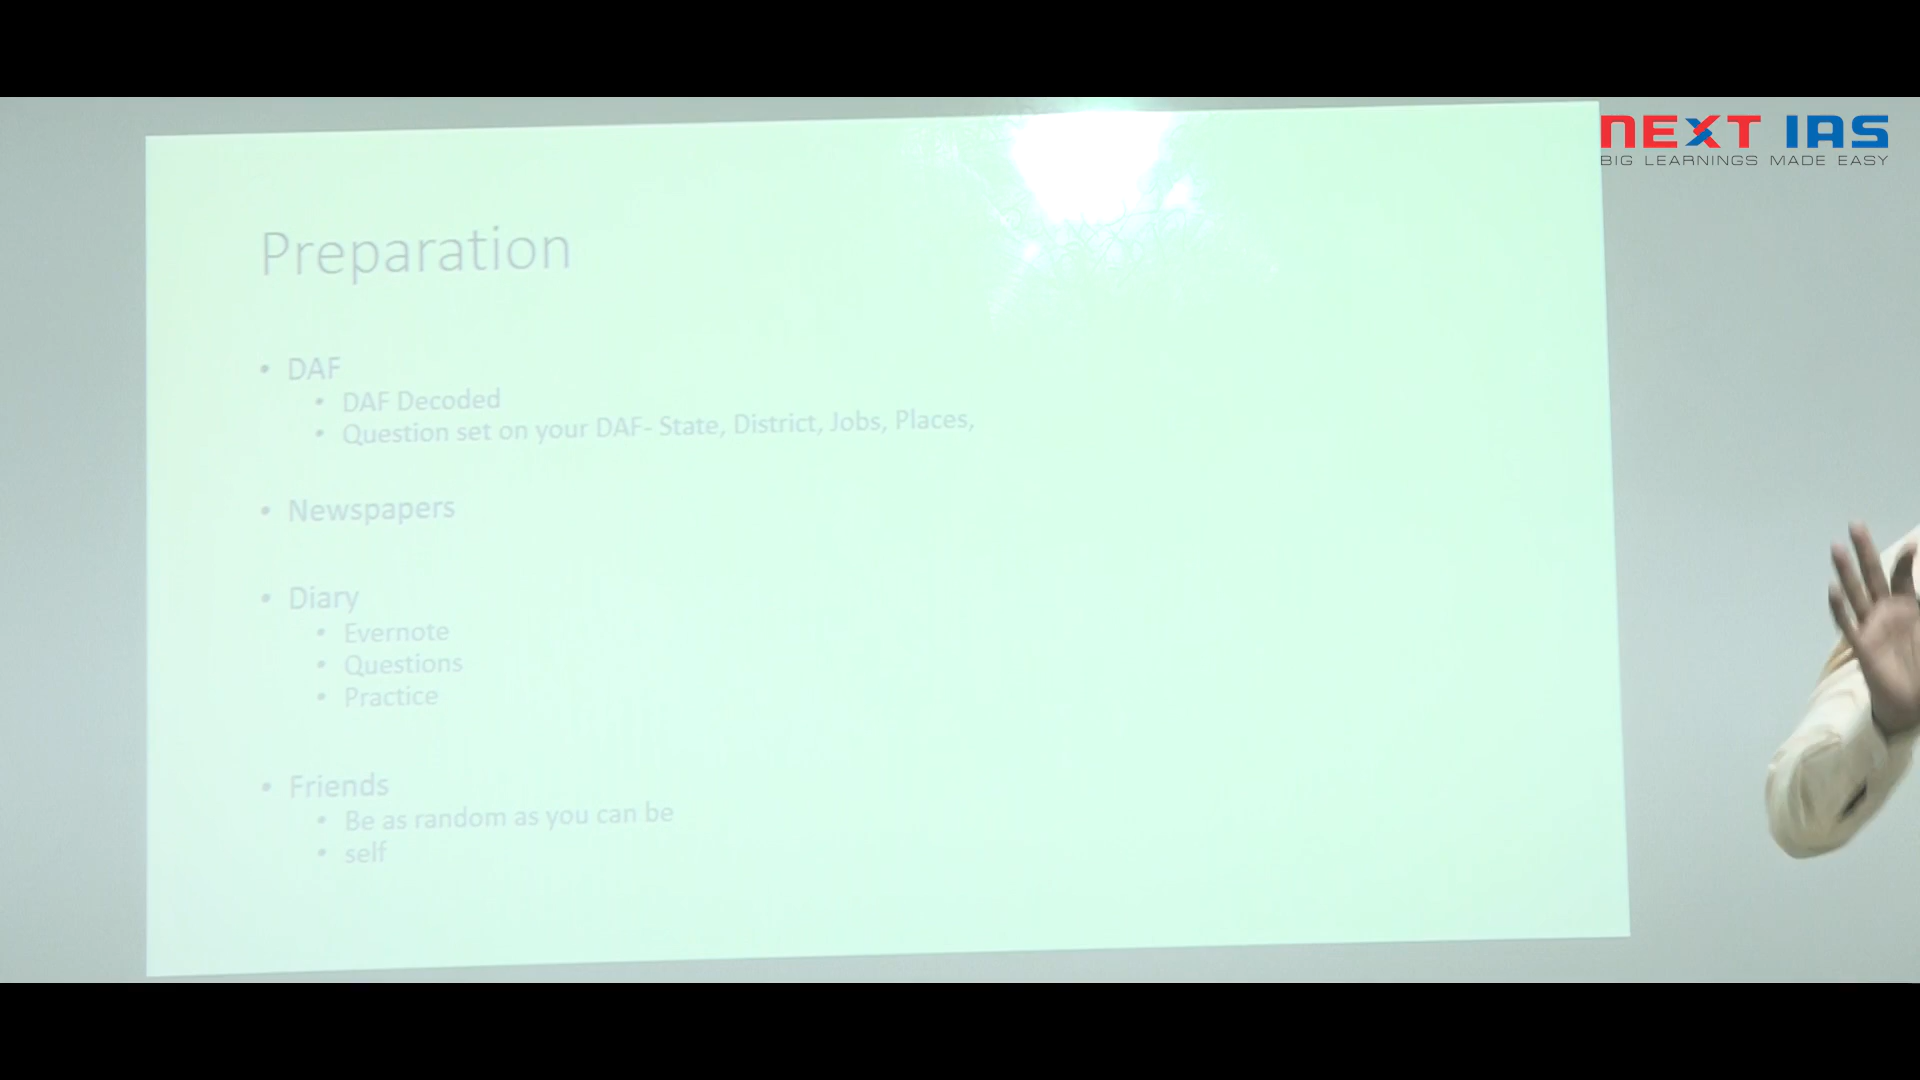 NEXT IAS
BIG LEARNINGS MADE EASY
Preparation
• DAF
• DAF Decoded
• Question set on your DAF- State, District, Jobs, Places,
• Newspapers
• Diary
• Evernote
• Questions
• Practice
• Friends
• Be as random as you can be
• self